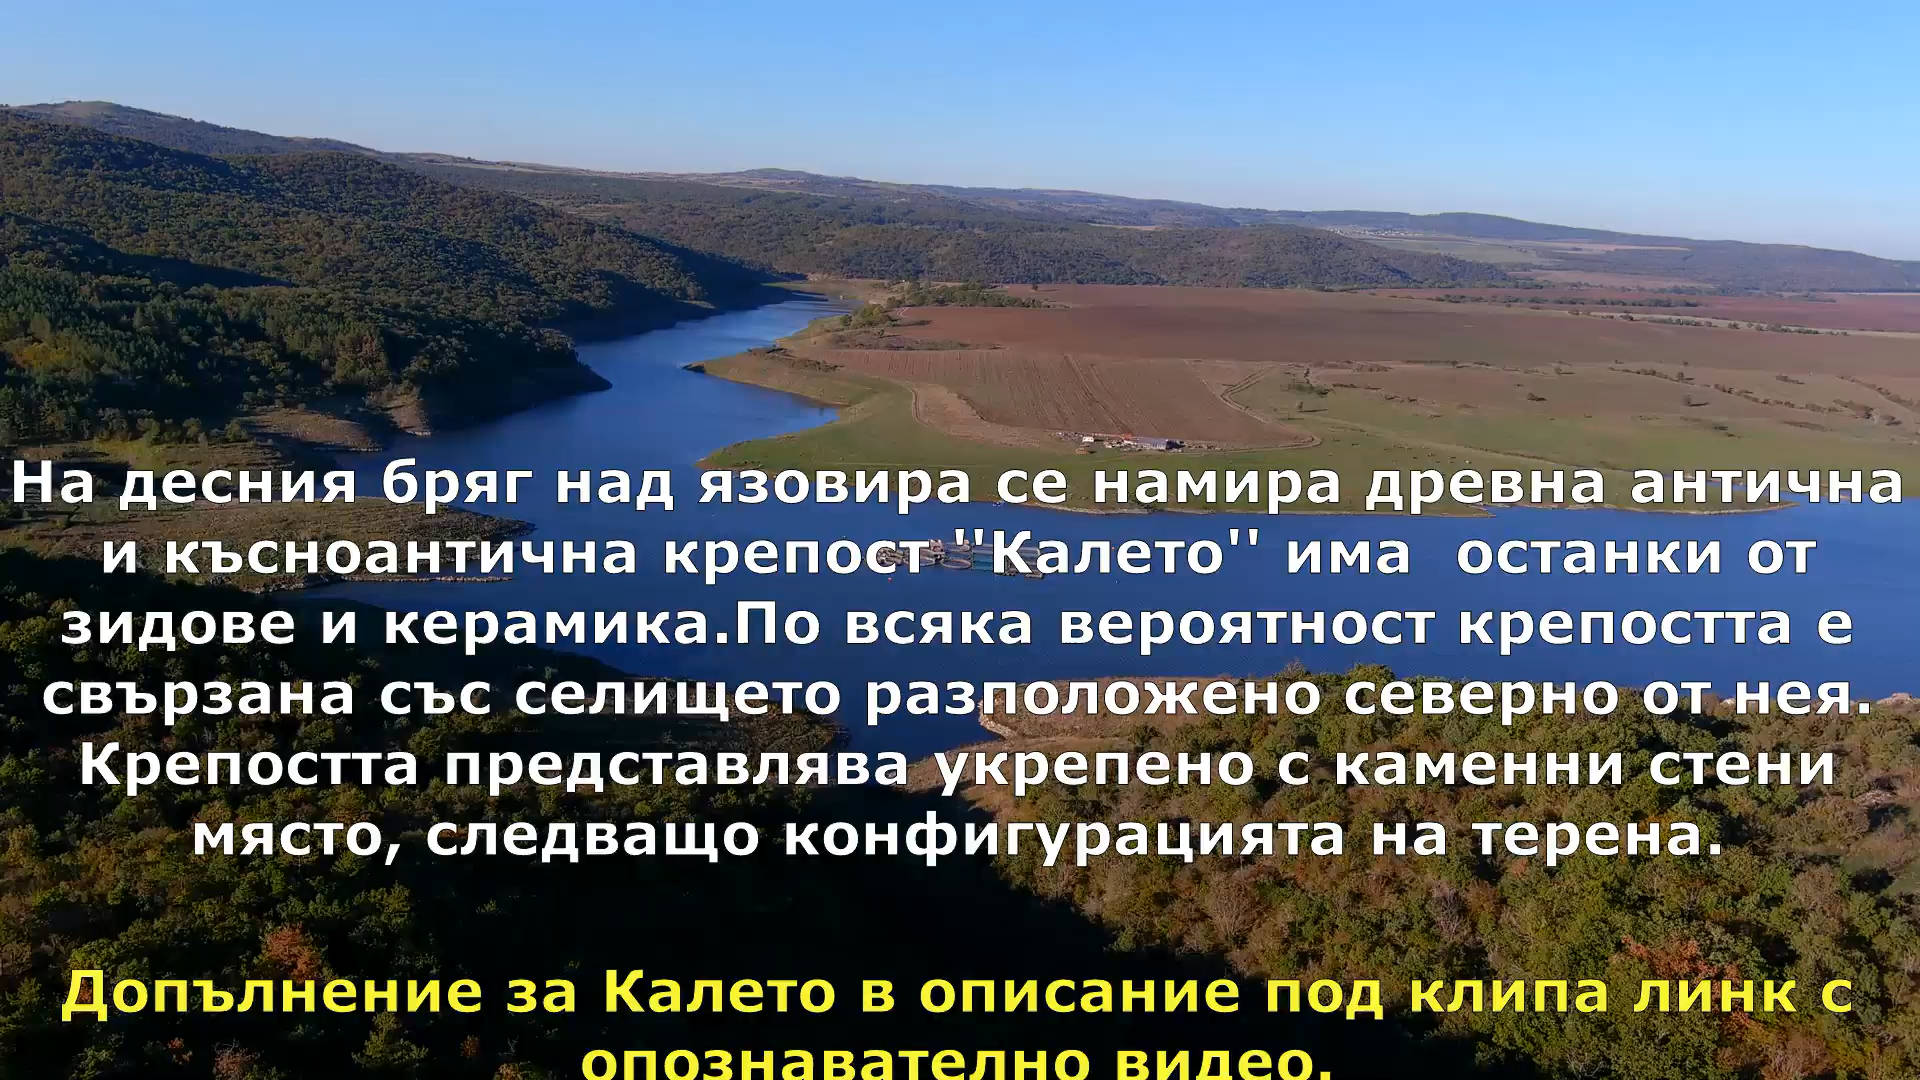 На десния бряг над язовира се намира древна антична
и късноантична крепост ''Калето'' има  останки от
зидове и керамика.По всяка вероятност крепостта е
свързана със селището разположено северно от нея.
Крепостта представлява укрепено с каменни стени
място, следващо конфигурацията на терена.
Допълнение за Калето в описание под клипа линк с
опознавателно видео.